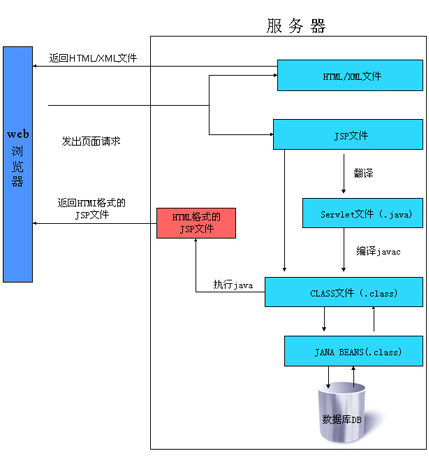 服务器
返回HTML/XML文件
HTML/XML文件
web
浏览器
发出页面请求
JSP文件
翻译
返回HTMl格式的
JSP文件
HTML格式的
JSP文件
Servlet文件（.java）
编译javac
执行java
CLASS文件（.class）
JANA BEANS(.class)
数据库DB